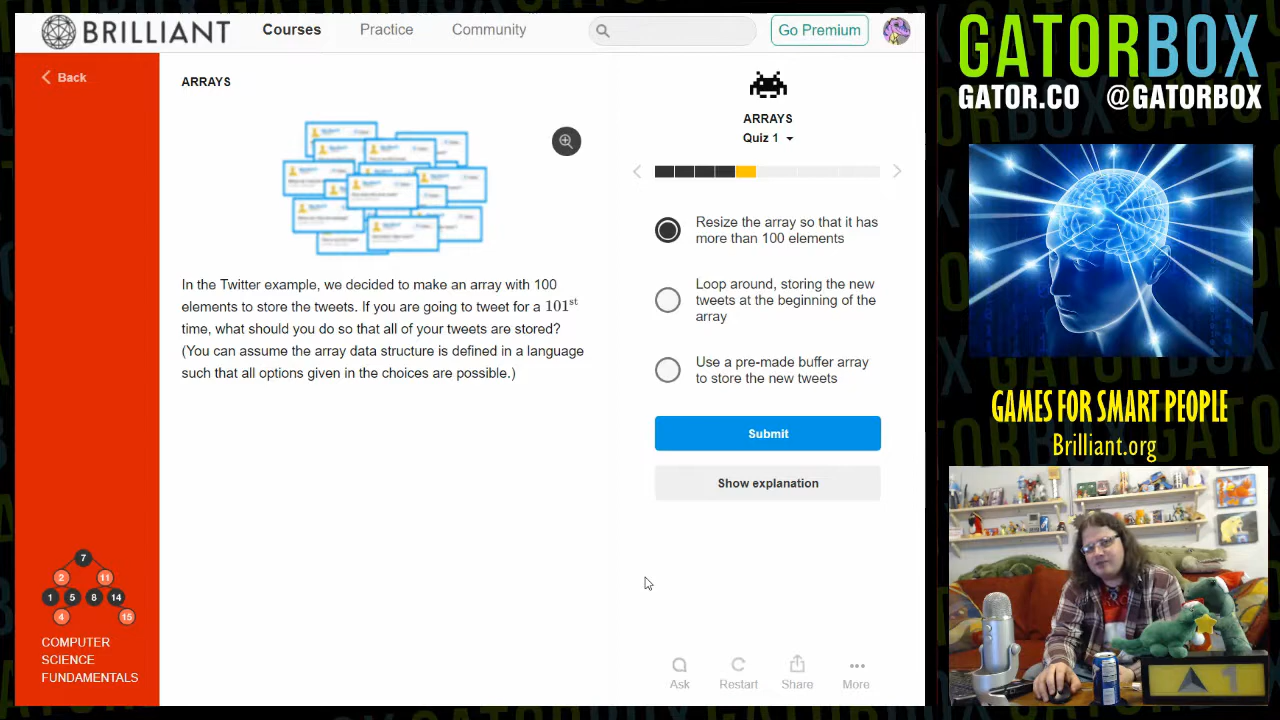 BRILLIANT
Courses
Practice
Community
Go Premium
GATORBOX
GATOR.CO @GATORBOX
Back
ARRAYS
ARRAYS
Quiz 1
In the Twitter example, we decided to make an array with 100
elements to store the tweets. If you are going to tweet for a 101st
time, what should you do so that all of your tweets are stored?
(You can assume the array data structure is defined in a language
such that all options given in the choices are possible.)
Resize the array so that it has
more than 100 elements
Loop around, storing the new
tweets at the beginning of the
array
Use a pre-made buffer array
to store the new tweets
Submit
Show explanation
GAMES FOR SMART PEOPLE
Brilliant.org
7
2 11
1 5 8 14
4 15
COMPUTER
SCIENCE
FUNDAMENTALS
Ask
Restart
Share
More
1